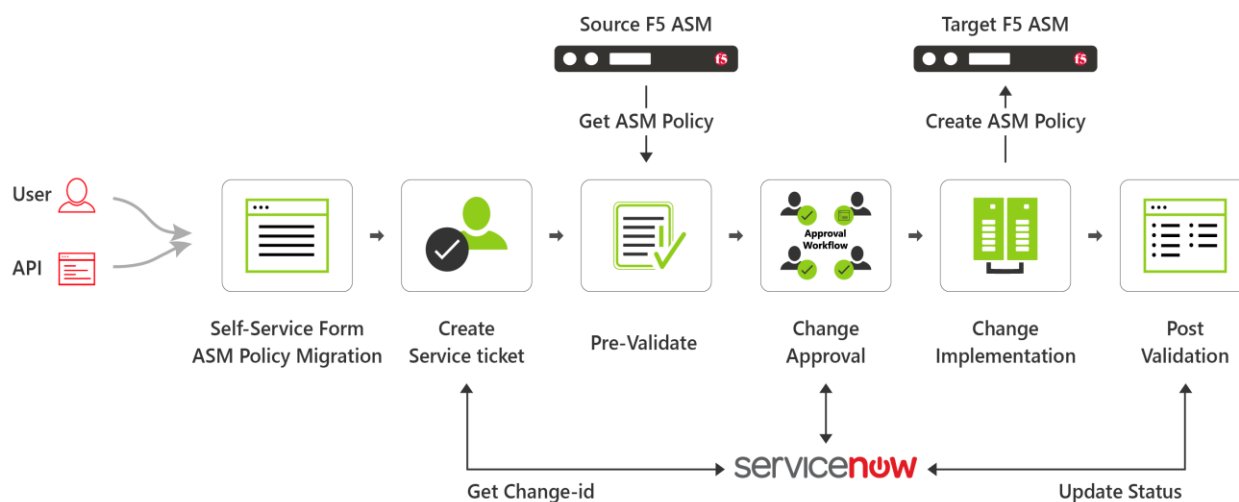 Source F5 ASM
Target F5 ASM
f5
f5
Get ASM Policy
Create ASM Policy
User
API
Approval
Workflow
Self-Service Form
ASM Policy Migration
Create
Service ticket
Pre-Validate
Change
Approval
Change
Implementation
Post
Validation
servicenow
Get Change-id
Update Status